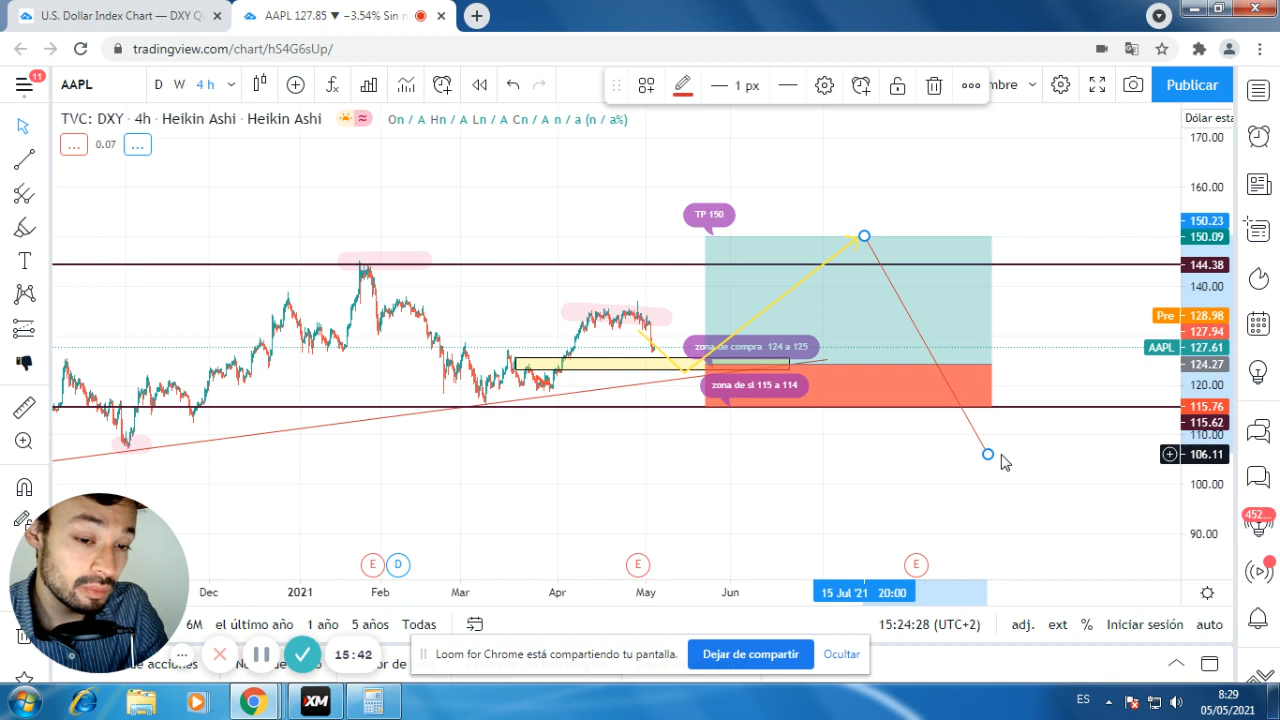 U.S. Dollar Index Chart — DXY Q
AAPL 127.85 ▼ −3.54% Sin n
tradingview.com/chart/hS4G6sUp/
11
AAPL
D W 4 h
1 px
mbre
Publicar
TVC: DXY · 4h · Heikin Ashi · Heikin Ashi
On / A Hn / A Ln / A Cn / A n / a (n / a%)
... 0.07 ...
Dólar esta
170.00
160.00
150.23
150.09
144.38
140.00
Pre 128.98
127.94
AAPL 127.61
124.27
120.00
115.76
115.62
110.00
106.11
100.00
90.00
TP 150
zona de compra 124 a 125
zona de sl 115 a 114
E D E E
Dec 2021 Feb Mar Apr May Jun 15 Jul '21 20:00
6M el último año 1 año 5 años Todas
15:24:28 (UTC+2) adj. ext % Iniciar sesión auto
452...
15:42
Loom for Chrome está compartiendo tu pantalla. Dejar de compartir Ocultar
de acciones
XM
ES
8:29
05/05/2021